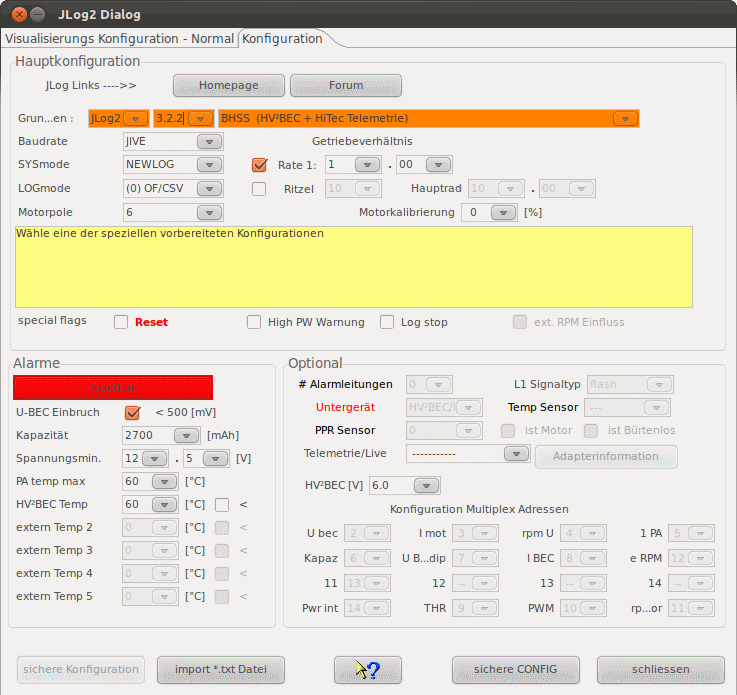 JLog2 Dialog
Visualisierungs Konfiguration - Normal Konfiguration
Hauptkonfiguration
JLog Links ---->> Homepage Forum
Grun...en : JLog2 3.2.2 BHSS (HV²BEC + HiTec Telemetrie)
Baudrate JIVE Getriebeverhältnis
SYSmode NEWLOG Rate 1: 1 . 00
LOGmode (0) OF/CSV Ritzel 10 Hauptrad 10 . 00
Motorpole 6 Motorkalibrierung 0 [%]
Wähle eine der speziellen vorbereiteten Konfigurationen
special flags Reset High PW Warnung Log stop ext. RPM Einfluss
Alarme
löschen
U-BEC Einbruch < 500 [mV]
Kapazität 2700 [mAh]
Spannungsmin. 12 . 5 [V]
PA temp max 60 [°C]
HV²BEC Temp 60 [°C] <
extern Temp 2 0 [°C] <
extern Temp 3 0 [°C] <
extern Temp 4 0 [°C] <
extern Temp 5 0 [°C] <
Optional
# Alarmleitungen 0 L1 Signaltyp flash
Untergerät HV²BEC/ Temp Sensor ---
PPR Sensor 0 ist Motor ist Bürtenlos
Telemetrie/Live ----------- Adapterinformation
HV²BEC [V] 6.0
Konfiguration Multiplex Adressen
U bec 2 I mot 3 rpm U 4 1 PA 5
Kapaz 6 U B...dip 7 I BEC 8 e RPM 12
11 13 12 -- 13 -- 14 --
Pwr int 14 THR 9 PWM 10 rp...or 11
sichere Konfiguration import *.txt Datei ? sichere CONFIG schliessen